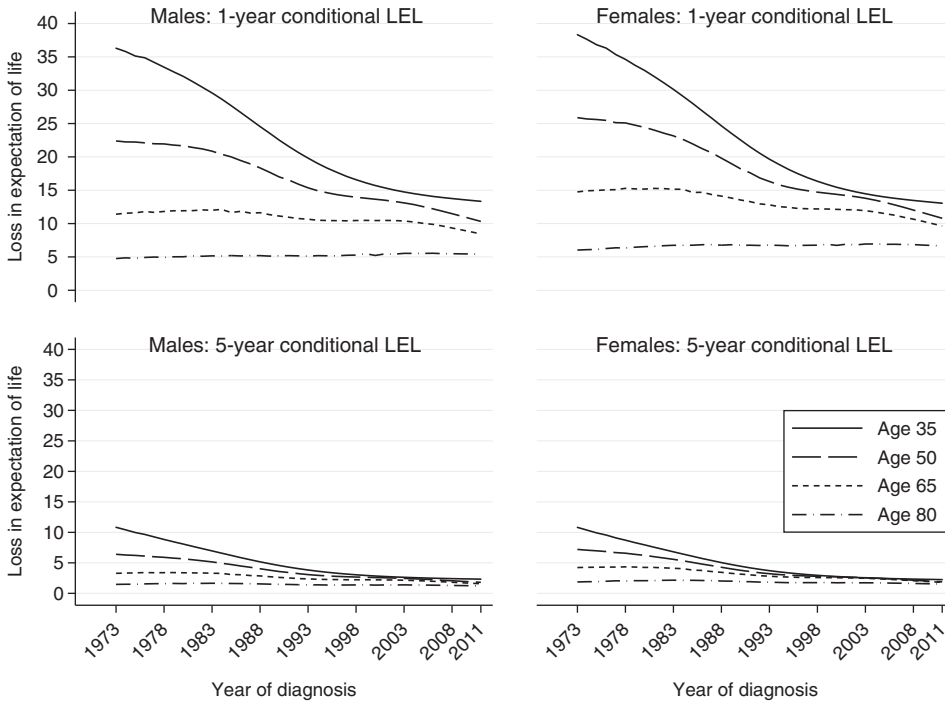 Males: 1-year conditional LEL
Females: 1-year conditional LEL
Loss in expectation of life
40
35
30
25
20
15
10
5
0
Males: 5-year conditional LEL
Females: 5-year conditional LEL
Loss in expectation of life
40
35
30
25
20
15
10
5
0
Age 35
Age 50
Age 65
Age 80
1973 1978 1983 1988 1993 1998 2003 2008 2011
1973 1978 1983 1988 1993 1998 2003 2008 2011
Year of diagnosis
Year of diagnosis